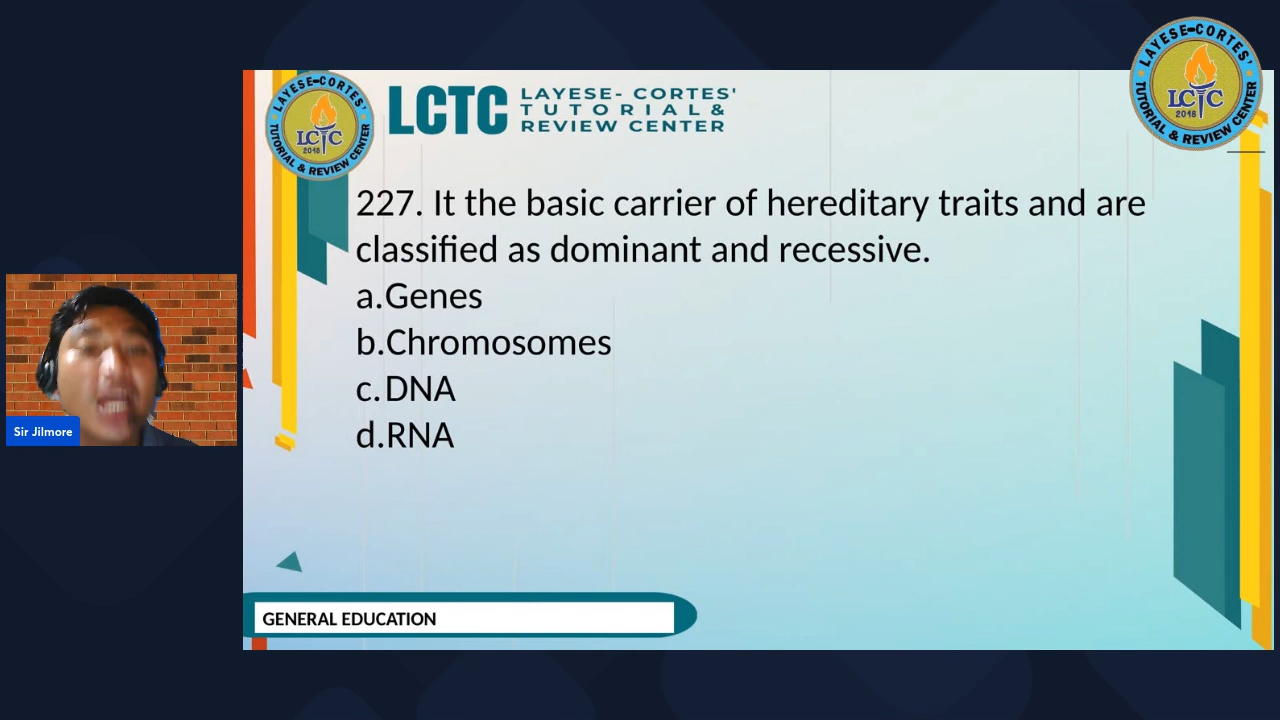 LAYESE-CORTES'
LCTC
2018
TUTORIAL & REVIEW CENTER
LAYESE-CORTES'
LCTC
2018
TUTORIAL & REVIEW CENTER
LCTC
LAYESE- CORTES'
TUTORIAL &
REVIEW CENTER
227. It the basic carrier of hereditary traits and are
classified as dominant and recessive.
a.Genes
b.Chromosomes
c.DNA
d.RNA
Sir Jilmore
GENERAL EDUCATION